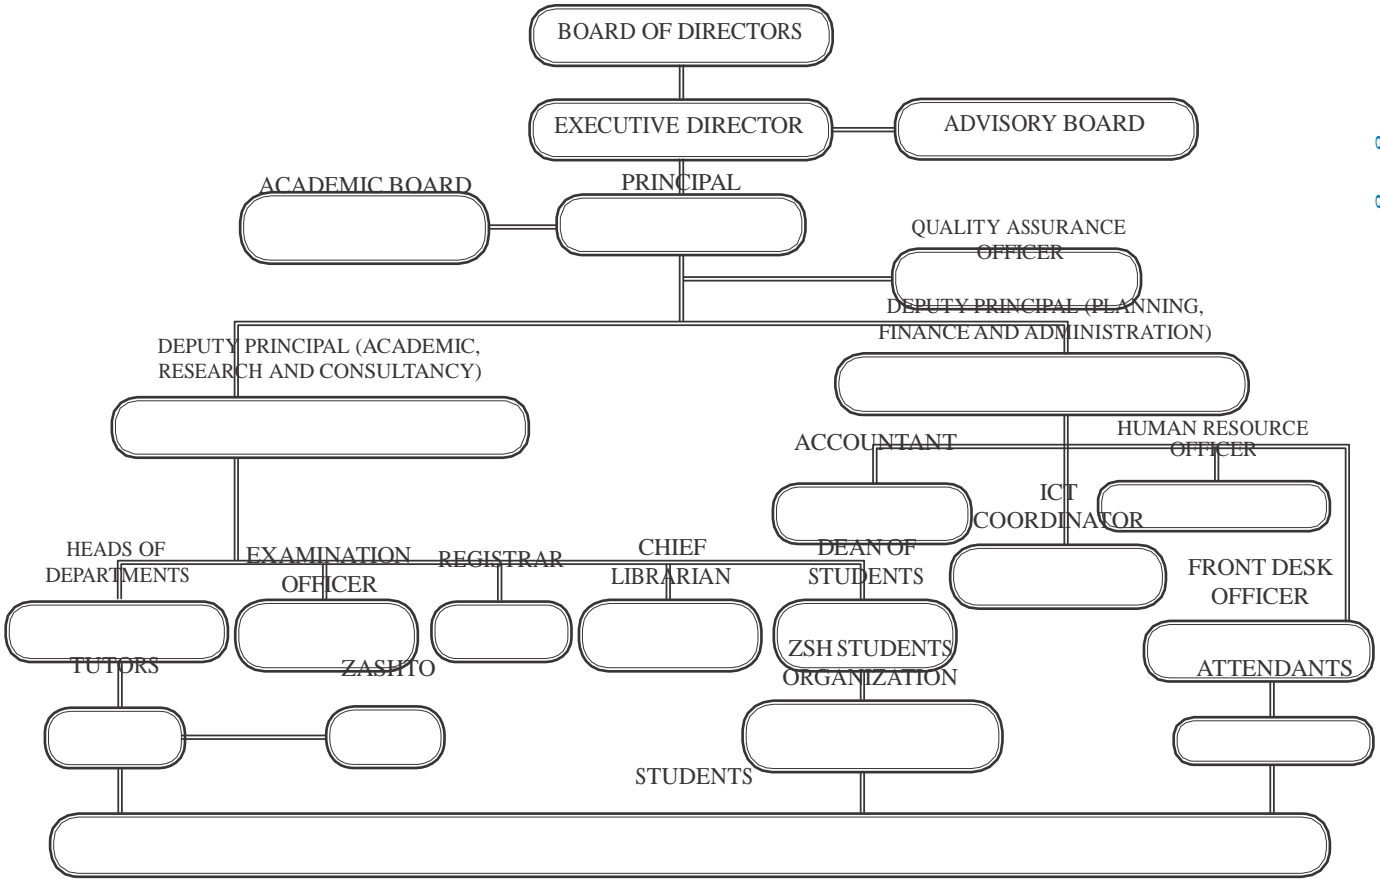 BOARD OF DIRECTORS
EXECUTIVE DIRECTOR
ADVISORY BOARD
ACADEMIC BOARD
PRINCIPAL
QUALITY ASSURANCE
OFFICER
DEPUTY PRINCIPAL (PLANNING,
FINANCE AND ADMINISTRATION)
DEPUTY PRINCIPAL (ACADEMIC,
RESEARCH AND CONSULTANCY)
ACCOUNTANT
HUMAN RESOURCE
OFFICER
ICT
COORDINATOR
FRONT DESK
OFFICER
HEADS OF
DEPARTMENTS
EXAMINATION
OFFICER
REGISTRAR
CHIEF
LIBRARIAN
DEAN OF
STUDENTS
TUTORS
ZASHTO
ZSH STUDENTS
ORGANIZATION
ATTENDANTS
STUDENTS